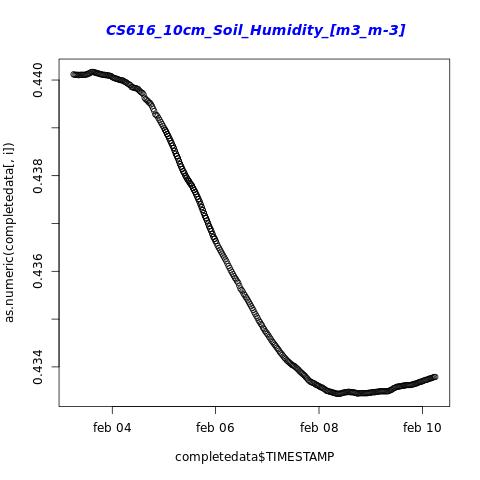 CS616_10cm_Soil_Humidity_[m3_m-3]
as.numeric(completedata[, i])
0.440
0.438
0.436
0.434
feb 04 feb 06 feb 08 feb 10
completedata$TIMESTAMP